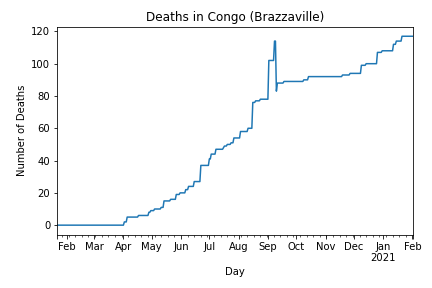 Deaths in Congo (Brazzaville)
120
100
80
60
40
20
0
Number of Deaths
Feb Mar Apr May Jun Jul Aug Sep Oct Nov Dec Jan Feb
2021
Day